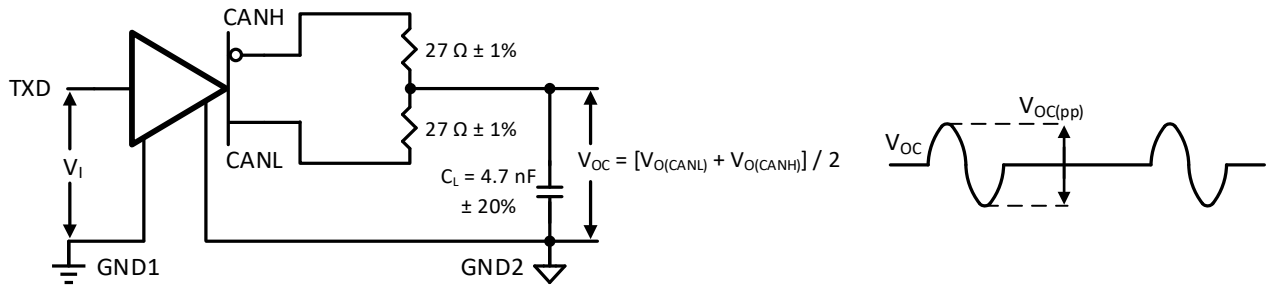 CANH
27 Ω ± 1%
TXD
V_I
27 Ω ± 1%
CANL
V_OC = [V_O(CANL) + V_O(CANH)] / 2
C_L = 4.7 nF
± 20%
GND1
GND2
V_OC(pp)
V_OC